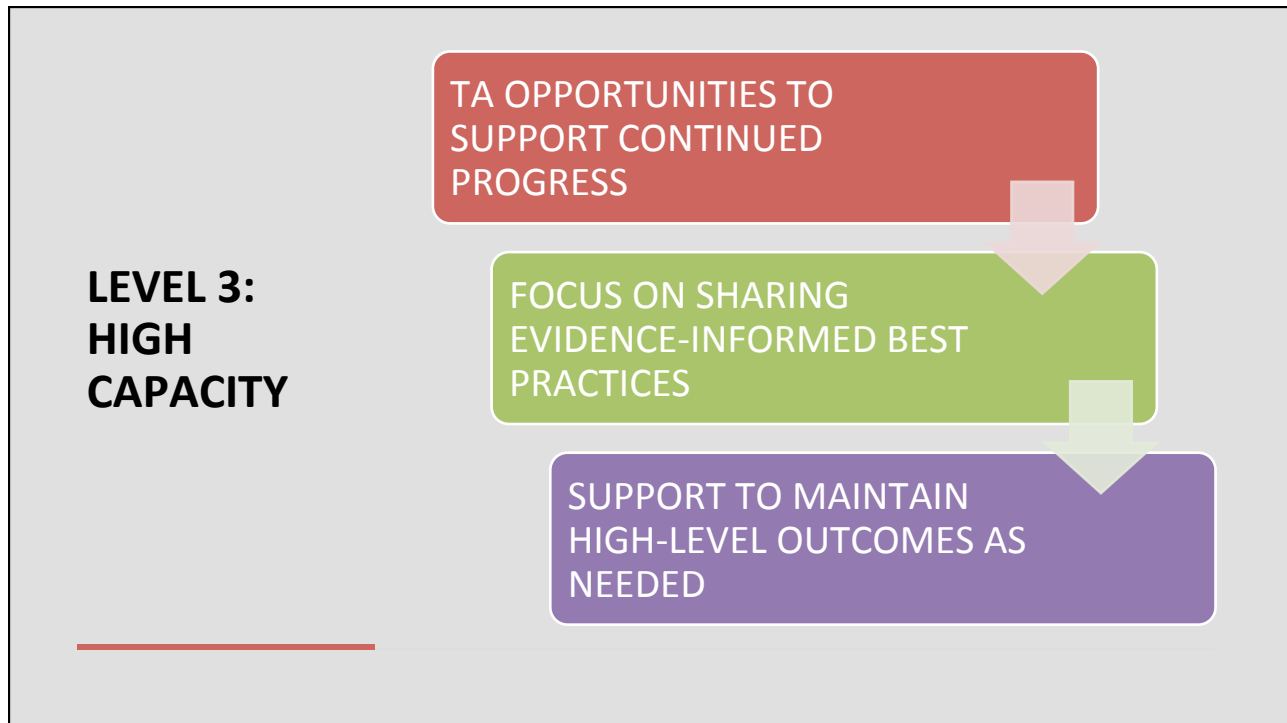 LEVEL 3:
HIGH
CAPACITY
TA OPPORTUNITIES TO
SUPPORT CONTINUED
PROGRESS
FOCUS ON SHARING
EVIDENCE-INFORMED BEST
PRACTICES
SUPPORT TO MAINTAIN
HIGH-LEVEL OUTCOMES AS
NEEDED